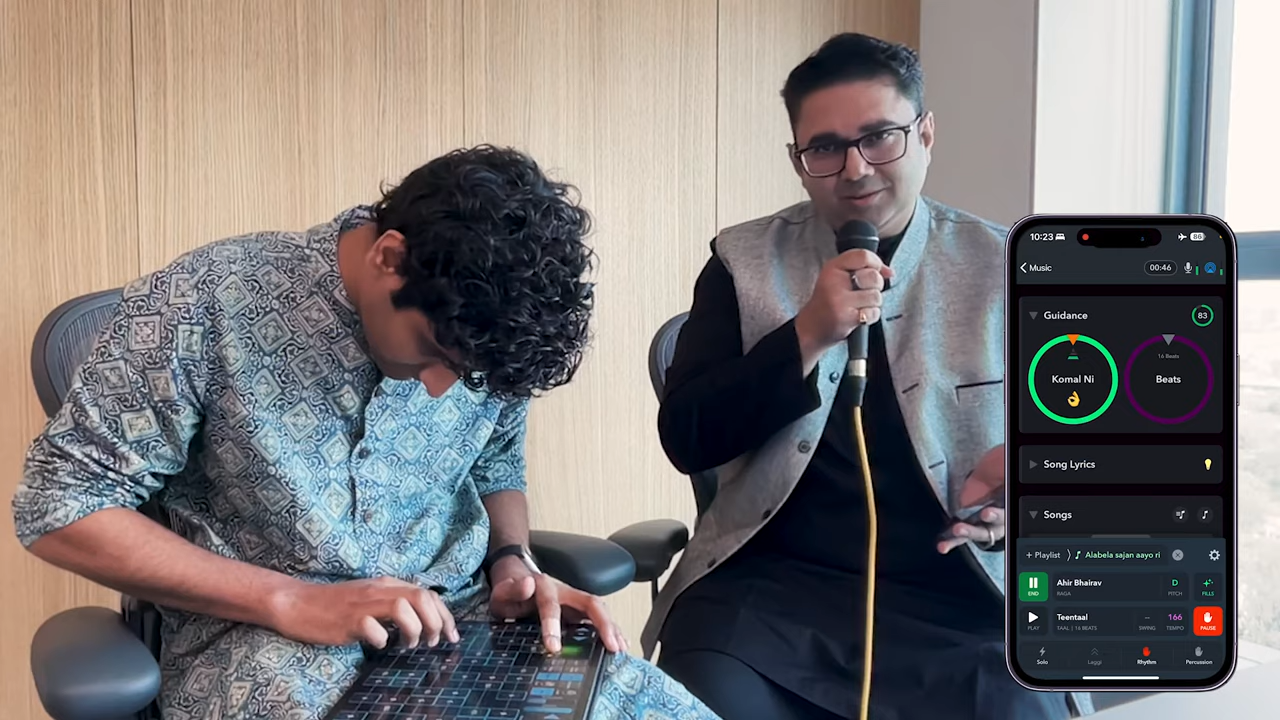 10:23 86
Music 00:46
Guidance 83
16 Beats
Komal Ni Beats
Song Lyrics
Songs
+ Playlist Alabela sajan aayo ri
END Ahir Bhairav D
RAGA PITCH FILLS
Teentaal -- 166
PLAY TAAL | 16 BEATS SWING TEMPO PAUSE
Solo Laggi Rhythm Percussion